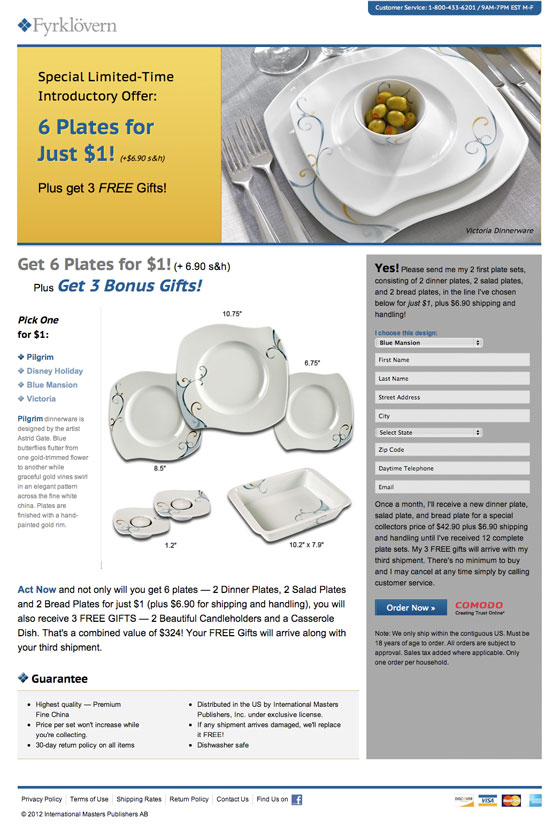 Customer Service: 1-800-433-6201 / 9AM-7PM EST M-F
Fyrklövern
Special Limited-Time
Introductory Offer:
6 Plates for
Just $1! (+$6.90 s&h)
Plus get 3 FREE Gifts!
Victoria Dinnerware
Get 6 Plates for $1! (+ 6.90 s&h)
Plus Get 3 Bonus Gifts!
Pick One
for $1:
Pilgrim
Disney Holiday
Blue Mansion
Victoria
Pilgrim dinnerware is
designed by the artist
Astrid Gate. Blue
butterflies flutter from
one gold-trimmed flower
to another while
graceful gold vines swirl
in an elegant pattern
across the fine white
china. Plates are
finished with a hand-
painted gold rim.
10.75"
6.75"
8.5"
1.2"
10.2" x 7.9"
Act Now and not only will you get 6 plates — 2 Dinner Plates, 2 Salad Plates
and 2 Bread Plates for just $1 (plus $6.90 for shipping and handling), you will
also receive 3 FREE GIFTS — 2 Beautiful Candleholders and a Casserole
Dish. That's a combined value of $324! Your FREE Gifts will arrive along with
your third shipment.
Guarantee
Highest quality — Premium
Fine China
Price per set won't increase while
you're collecting.
30-day return policy on all items
Distributed in the US by International Masters
Publishers, Inc. under exclusive license.
If any shipment arrives damaged, we'll replace
it FREE!
Dishwasher safe
Yes! Please send me my 2 first plate sets,
consisting of 2 dinner plates, 2 salad plates,
and 2 bread plates, in the line I've chosen
below for just $1, plus $6.90 shipping and
handling!
I choose this design:
Blue Mansion
First Name
Last Name
Street Address
City
Select State
Zip Code
Daytime Telephone
Email
Once a month, I'll receive a new dinner plate,
salad plate, and bread plate for a special
collectors price of $42.90 plus $6.90 shipping
and handling until I've received 12 complete
plate sets. My 3 FREE gifts will arrive with my
third shipment. There's no minimum to buy
and I may cancel at any time simply by calling
customer service.
Order Now »
COMODO
Creating Trust Online®
Note: We only ship within the contiguous US. Must be
18 years of age to order. All orders are subject to
approval. Sales tax added where applicable. Only
one order per household.
Privacy Policy | Terms of Use | Shipping Rates | Return Policy | Contact Us | Find Us on f
DISCOVER VISA MasterCard
© 2012 International Masters Publishers AB